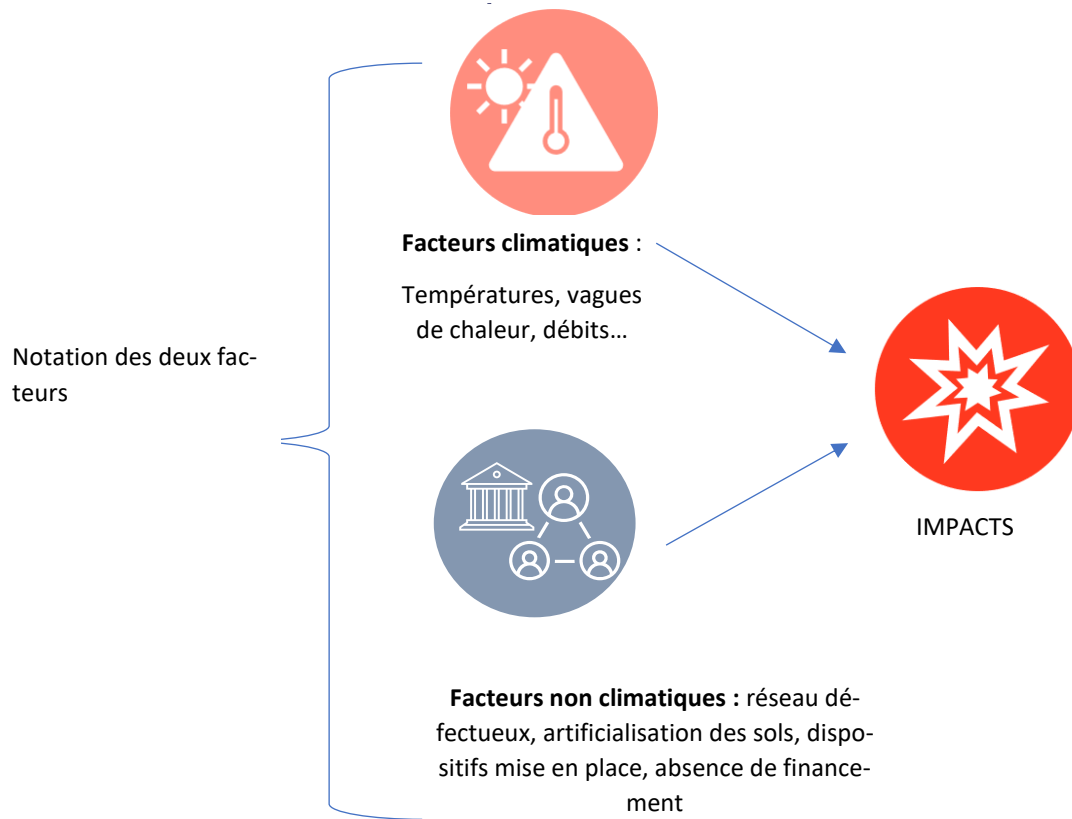 Facteurs climatiques :
Températures, vagues
de chaleur, débits…
Notation des deux fac-
teurs
IMPACTS
Facteurs non climatiques : réseau dé-
fectueux, artificialisation des sols, dispo-
sitifs mise en place, absence de finance-
ment